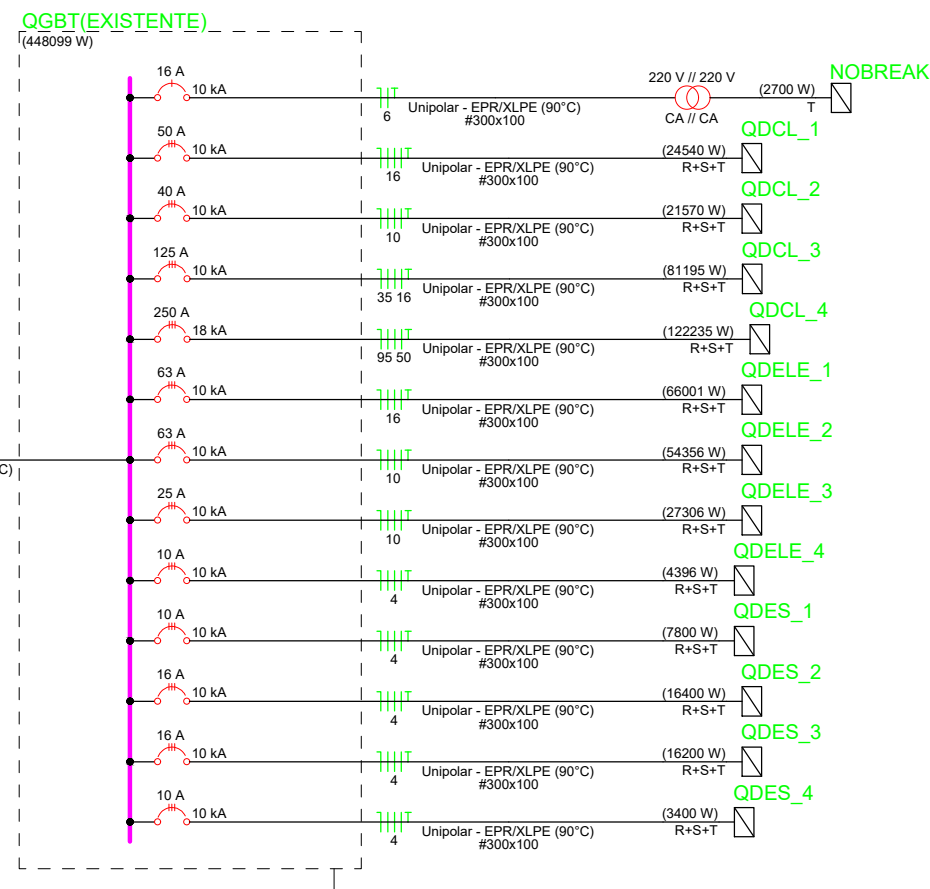 QGBT(EXISTENTE)
(448099 W)
16 A
10 kA
6
Unipolar - EPR/XLPE (90°C)
#300x100
220 V // 220 V
CA // CA
(2700 W)
T
NOBREAK
50 A
10 kA
16
Unipolar - EPR/XLPE (90°C)
#300x100
(24540 W)
R+S+T
QDCL_1
40 A
10 kA
10
Unipolar - EPR/XLPE (90°C)
#300x100
(21570 W)
R+S+T
QDCL_2
125 A
10 kA
35 16
Unipolar - EPR/XLPE (90°C)
#300x100
(81195 W)
R+S+T
QDCL_3
250 A
18 kA
95 50
Unipolar - EPR/XLPE (90°C)
#300x100
(122235 W)
R+S+T
QDCL_4
63 A
10 kA
16
Unipolar - EPR/XLPE (90°C)
#300x100
(66001 W)
R+S+T
QDELE_1
C)
63 A
10 kA
10
Unipolar - EPR/XLPE (90°C)
#300x100
(54356 W)
R+S+T
QDELE_2
25 A
10 kA
10
Unipolar - EPR/XLPE (90°C)
#300x100
(27306 W)
R+S+T
QDELE_3
10 A
10 kA
4
Unipolar - EPR/XLPE (90°C)
#300x100
(4396 W)
R+S+T
QDELE_4
10 A
10 kA
4
Unipolar - EPR/XLPE (90°C)
#300x100
(7800 W)
R+S+T
QDES_1
16 A
10 kA
4
Unipolar - EPR/XLPE (90°C)
#300x100
(16400 W)
R+S+T
QDES_2
16 A
10 kA
4
Unipolar - EPR/XLPE (90°C)
#300x100
(16200 W)
R+S+T
QDES_3
10 A
10 kA
4
Unipolar - EPR/XLPE (90°C)
#300x100
(3400 W)
R+S+T
QDES_4